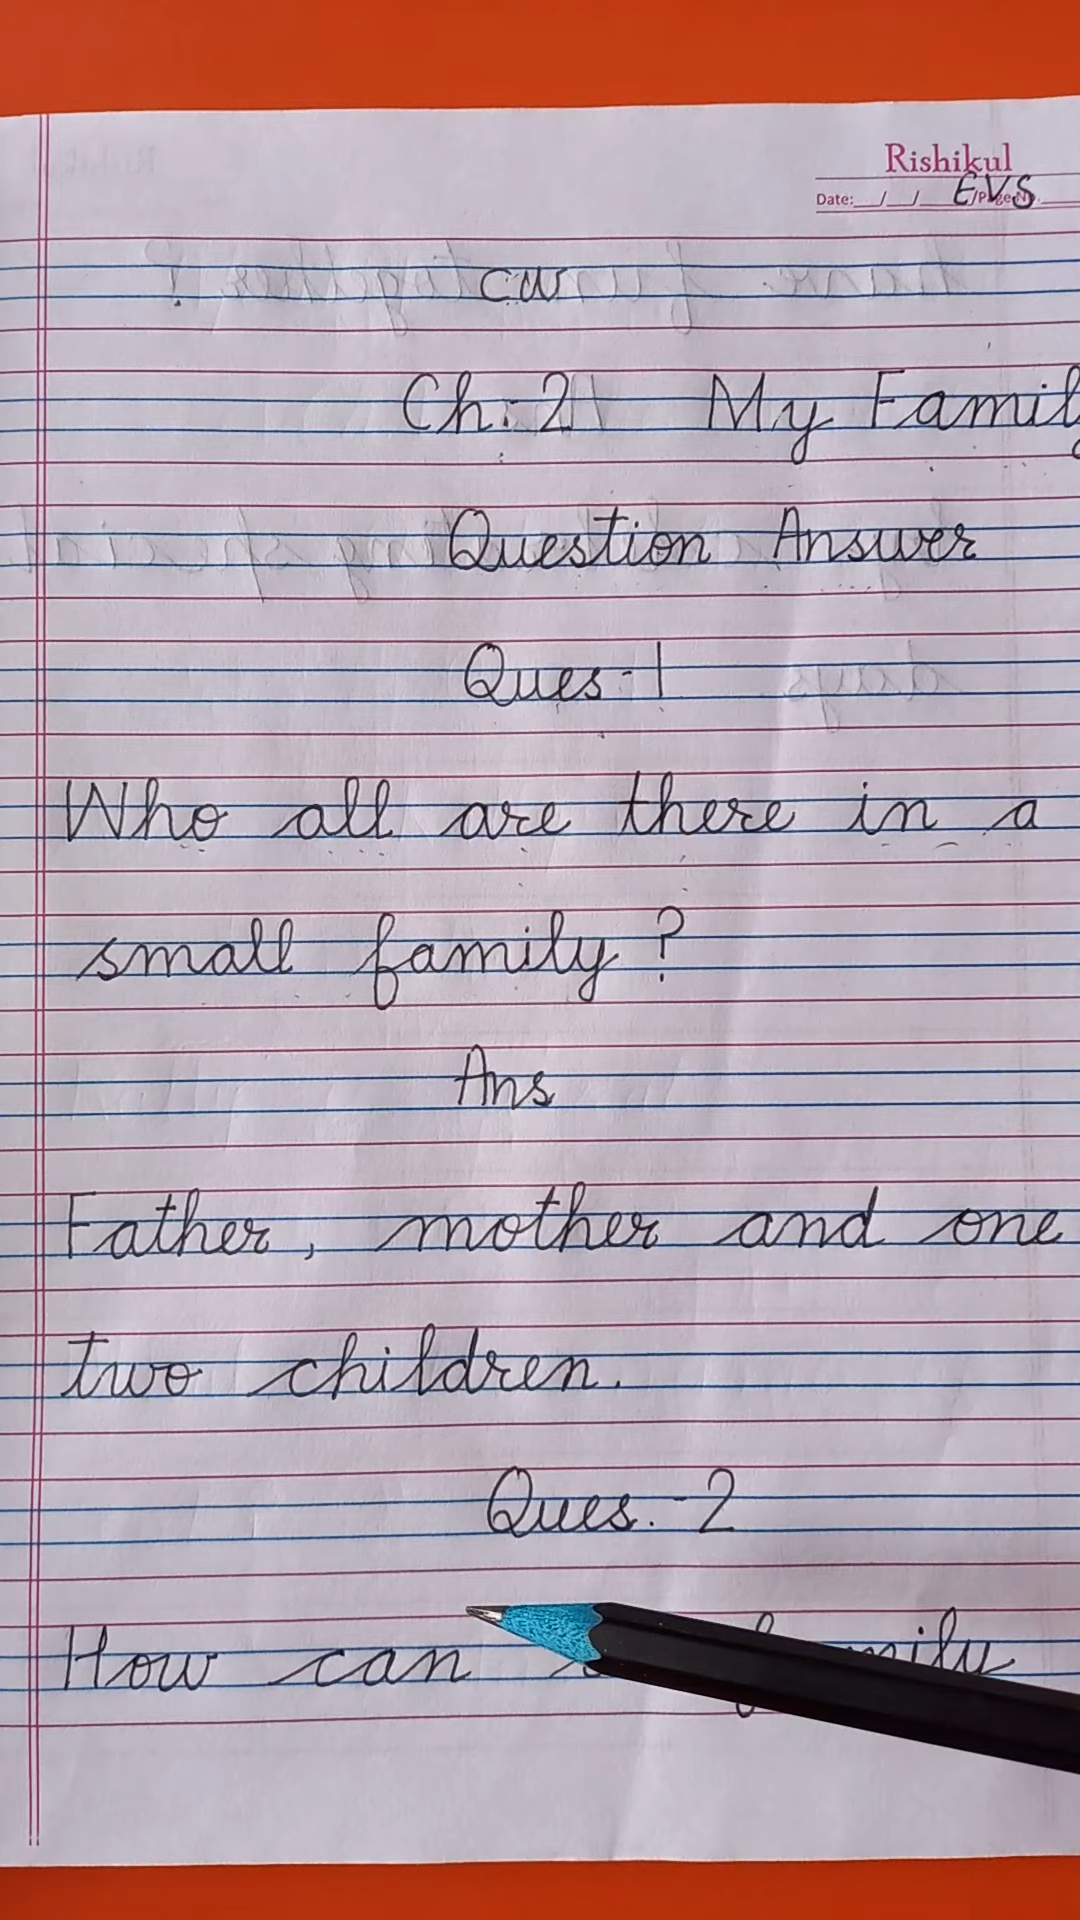 Rishikul
Date: / / Page No.
EVS
cw
Ch:-2 My Famil
Question Answer
Ques-1
Who all are there in a
small family?
Ans
Father, mother and one
two children.
Ques.-2
How can